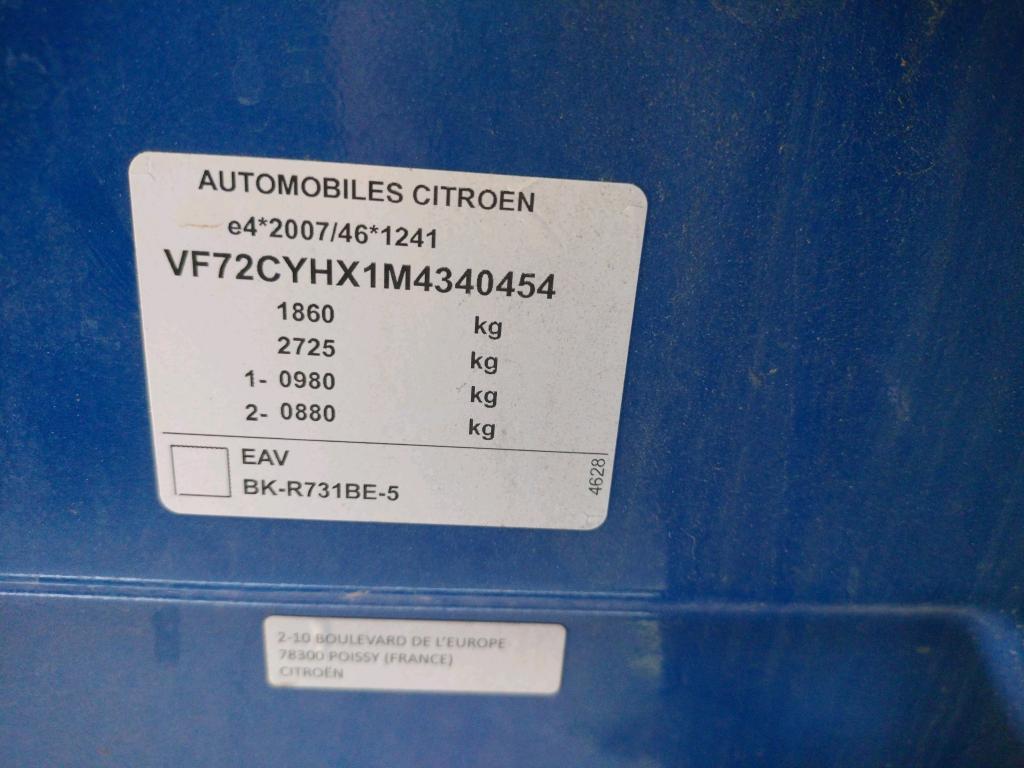 AUTOMOBILES CITROEN
e4*2007/46*1241
VF72CYHX1M4340454
1860 kg
2725 kg
1- 0980 kg
2- 0880 kg
EAV
BK-R731BE-5
4628
2-10 BOULEVARD DE L'EUROPE
78300 POISSY (FRANCE)
CITROËN